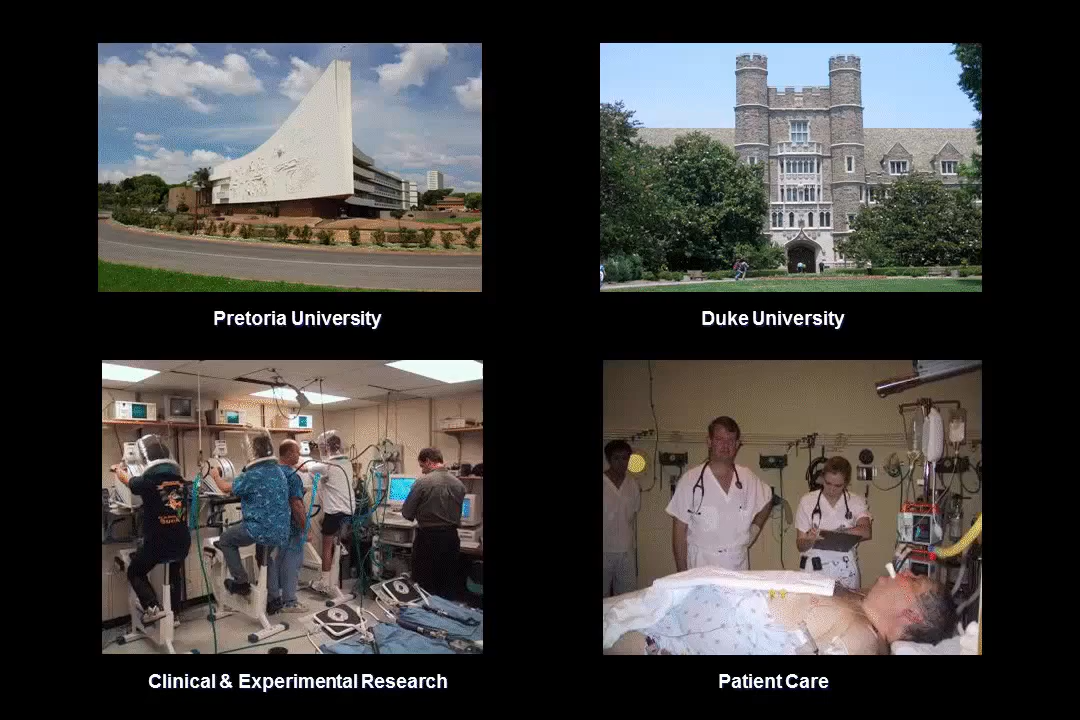 Pretoria University
Duke University
Clinical & Experimental Research
Patient Care